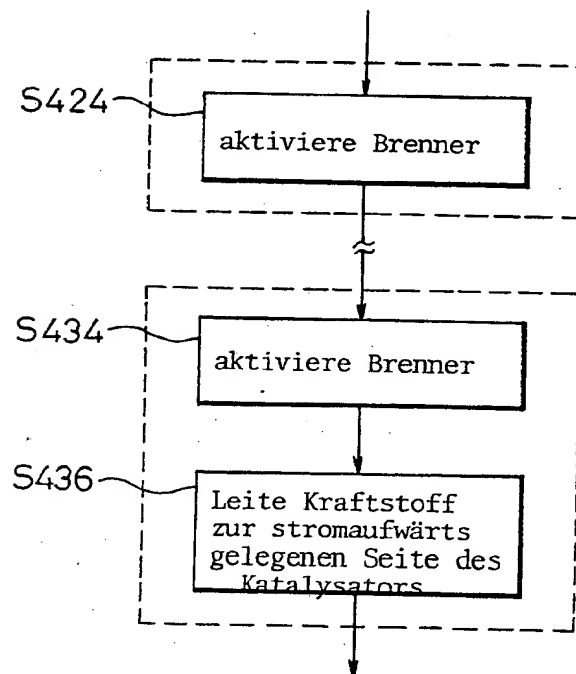 S424
aktiviere Brenner
S434
aktiviere Brenner
S436
Leite Kraftstoff
zur stromaufwärts
gelegenen Seite des
Katalysators